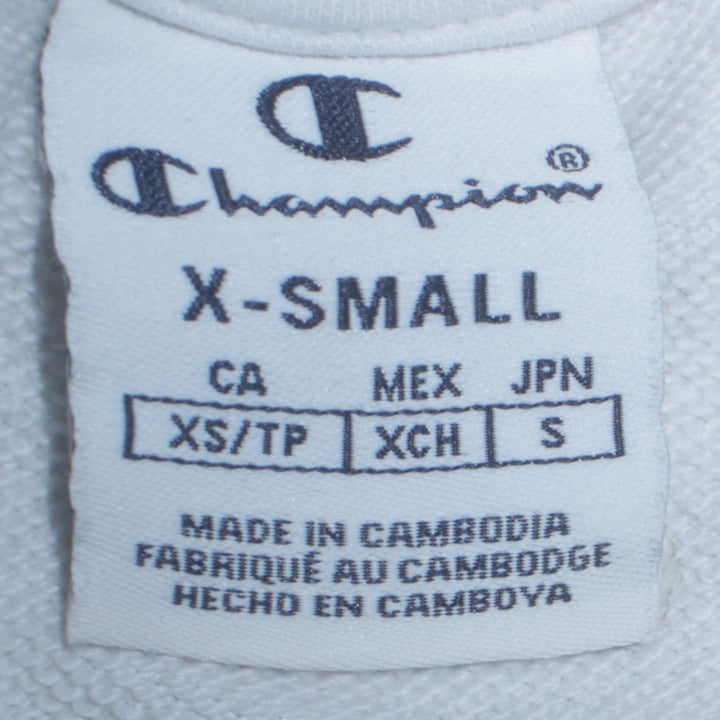 Champion®
X-SMALL
CA MEX JPN
XS/TP XCH S
MADE IN CAMBODIA
FABRIQUÉ AU CAMBODGE
HECHO EN CAMBOYA